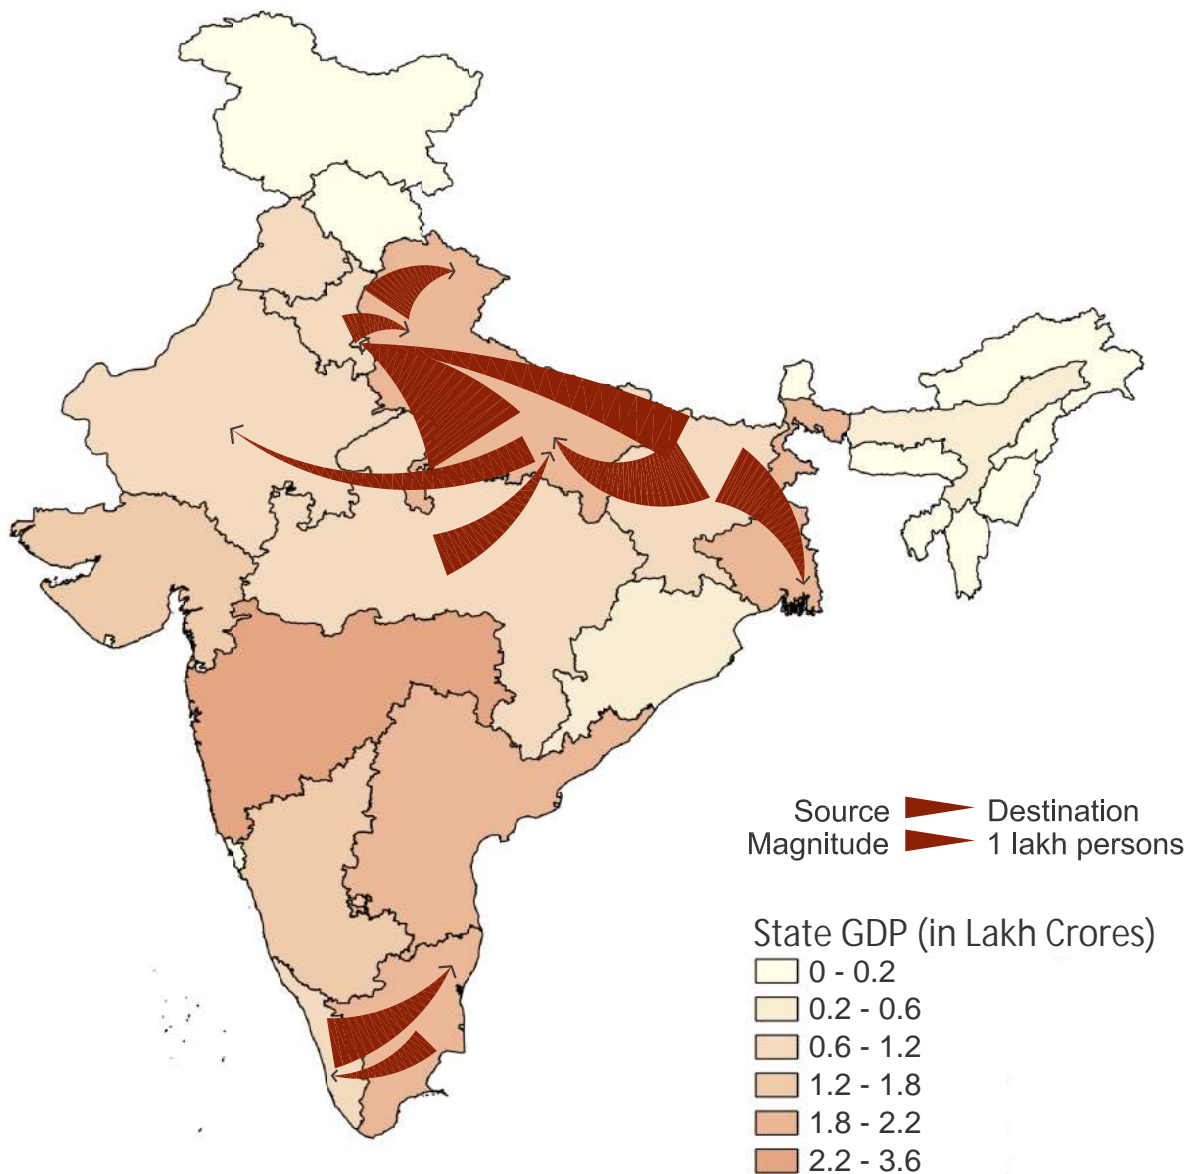 Source Destination
Magnitude 1 lakh persons
State GDP (in Lakh Crores)
0 - 0.2
0.2 - 0.6
0.6 - 1.2
1.2 - 1.8
1.8 - 2.2
2.2 - 3.6